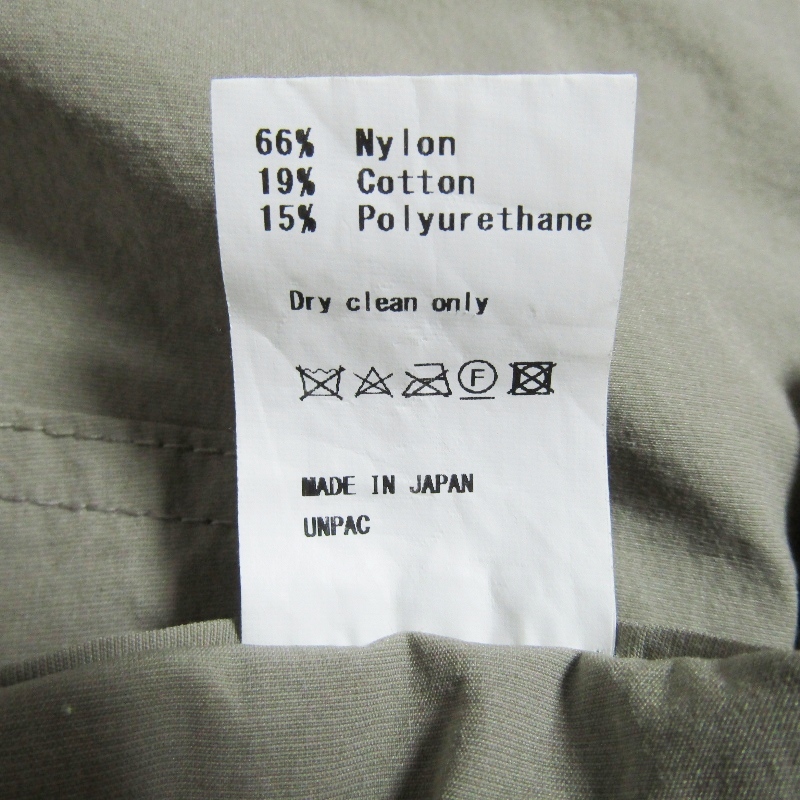 66% Nylon
19% Cotton
15% Polyurethane
Dry clean only
F
MADE IN JAPAN
UNPAC